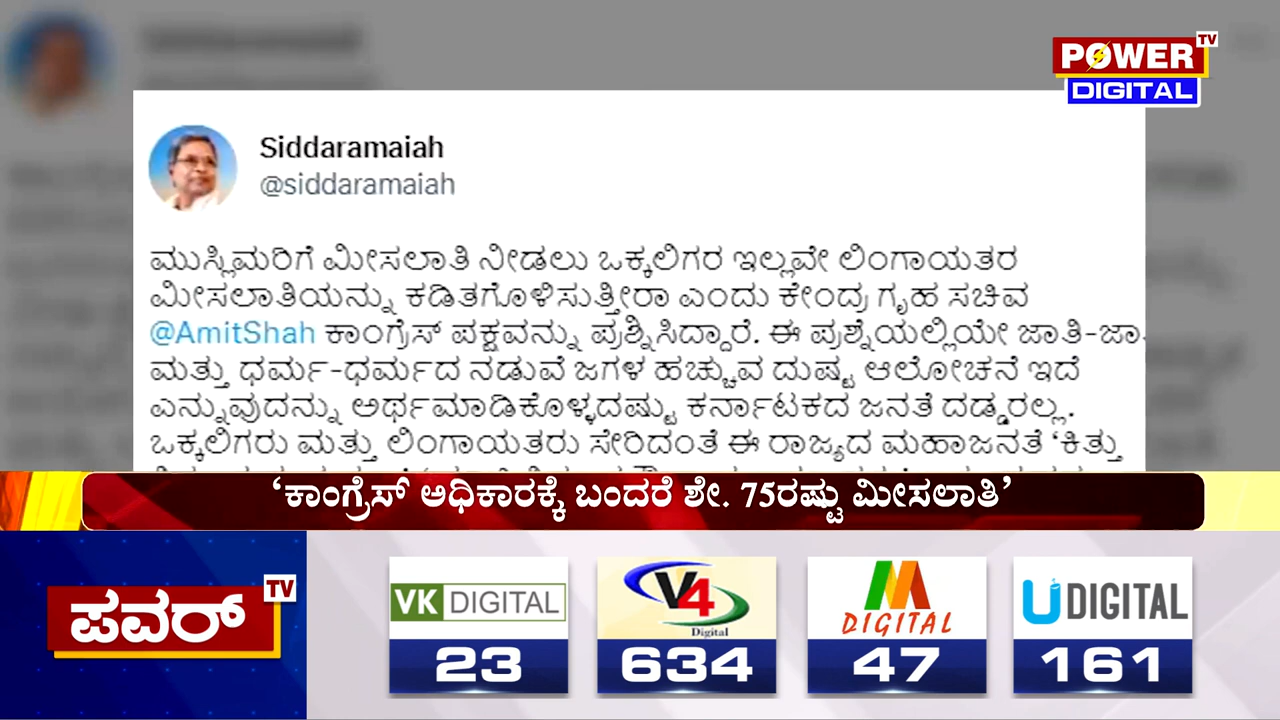 POWER TV
DIGITAL
Siddaramaiah
@siddaramaiah
ಮುಸ್ಲಿಮರಿಗೆ ಮೀಸಲಾತಿ ನೀಡಲು ಒಕ್ಕಲಿಗರ ಇಲ್ಲವೇ ಲಿಂಗಾಯತರ
ಮೀಸಲಾತಿಯನ್ನು ಕಡಿತಗೊಳಿಸುತ್ತೀರಾ ಎಂದು ಕೇಂದ್ರ ಗೃಹ ಸಚಿವ
@AmitShah ಕಾಂಗ್ರೆಸ್ ಪಕ್ಷವನ್ನು ಪ್ರಶ್ನಿಸಿದ್ದಾರೆ. ಈ ಪ್ರಶ್ನೆಯಲ್ಲಿಯೇ
ಮತ್ತು ಧರ್ಮ-ಧರ್ಮದ ನಡುವೆ ಜಗಳ ಹಚ್ಚುವ ದುಷ್ಟ ಆಲೋಚನೆ ಇದೆ
ಎನ್ನುವುದನ್ನು ಅರ್ಥಮಾಡಿಕೊಳ್ಳದಷ್ಟು ಕರ್ನಾಟಕದ ಜನತೆ ದಡ್ಡರಲ್ಲ.
ಒಕ್ಕಲಿಗರು ಮತ್ತು ಲಿಂಗಾಯತರು ಸೇರಿದಂತೆ ಈ ರಾಜ್ಯದ ಮಹಾಜನತೆ ‘ಕಿತ್ತು
‘ಕಾಂಗ್ರೆಸ್ ಅಧಿಕಾರಕ್ಕೆ ಬಂದರೆ ಶೇ. 75ರಷ್ಟು ಮೀಸಲಾತಿ’
ಪವರ್ TV
VK DIGITAL
23
V4 Digital
634
M DIGITAL
47
U DIGITAL
161